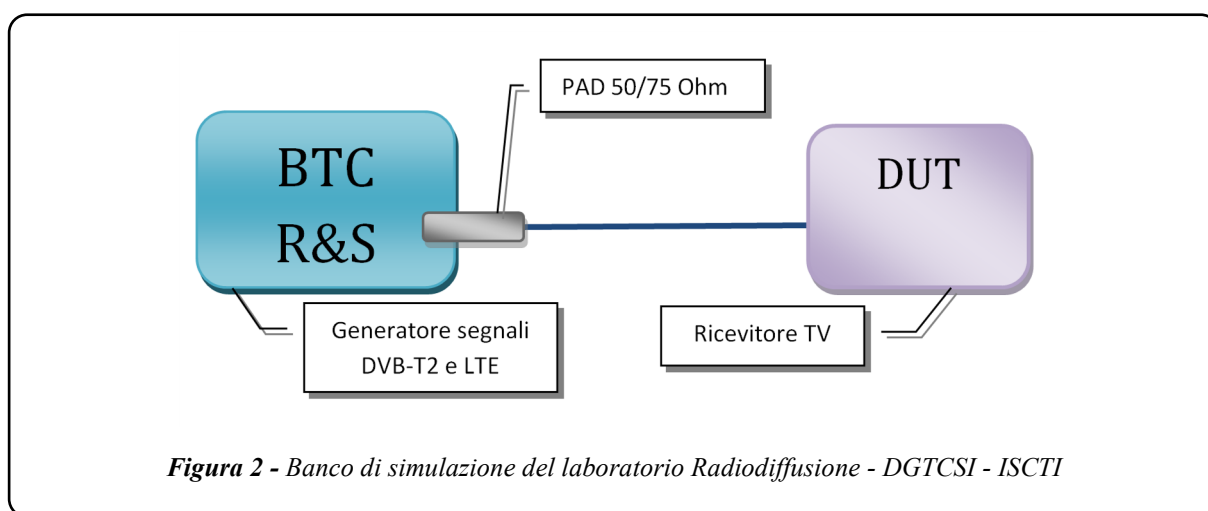 PAD 50/75 Ohm
BTC
R&S
DUT
Generatore segnali
DVB-T2 e LTE
Ricevitore TV
Figura 2 - Banco di simulazione del laboratorio Radiodiffusione - DGTCSI - ISCTI